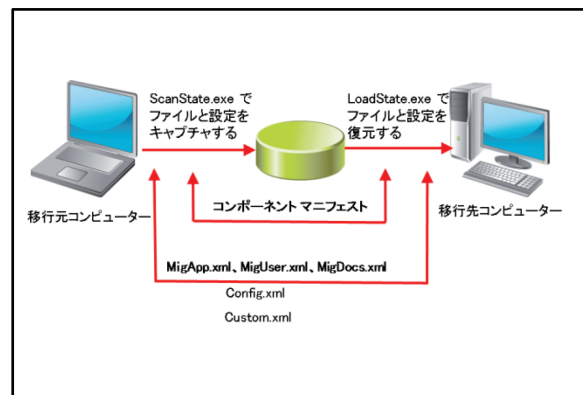 ScanState.exe で
ファイルと設定を
キャプチャする
LoadState.exe で
ファイルと設定を
復元する
移行元コンピューター
コンポーネント マニフェスト
移行先コンピューター
MigApp.xml、MigUser.xml、MigDocs.xml
Config.xml
Custom.xml